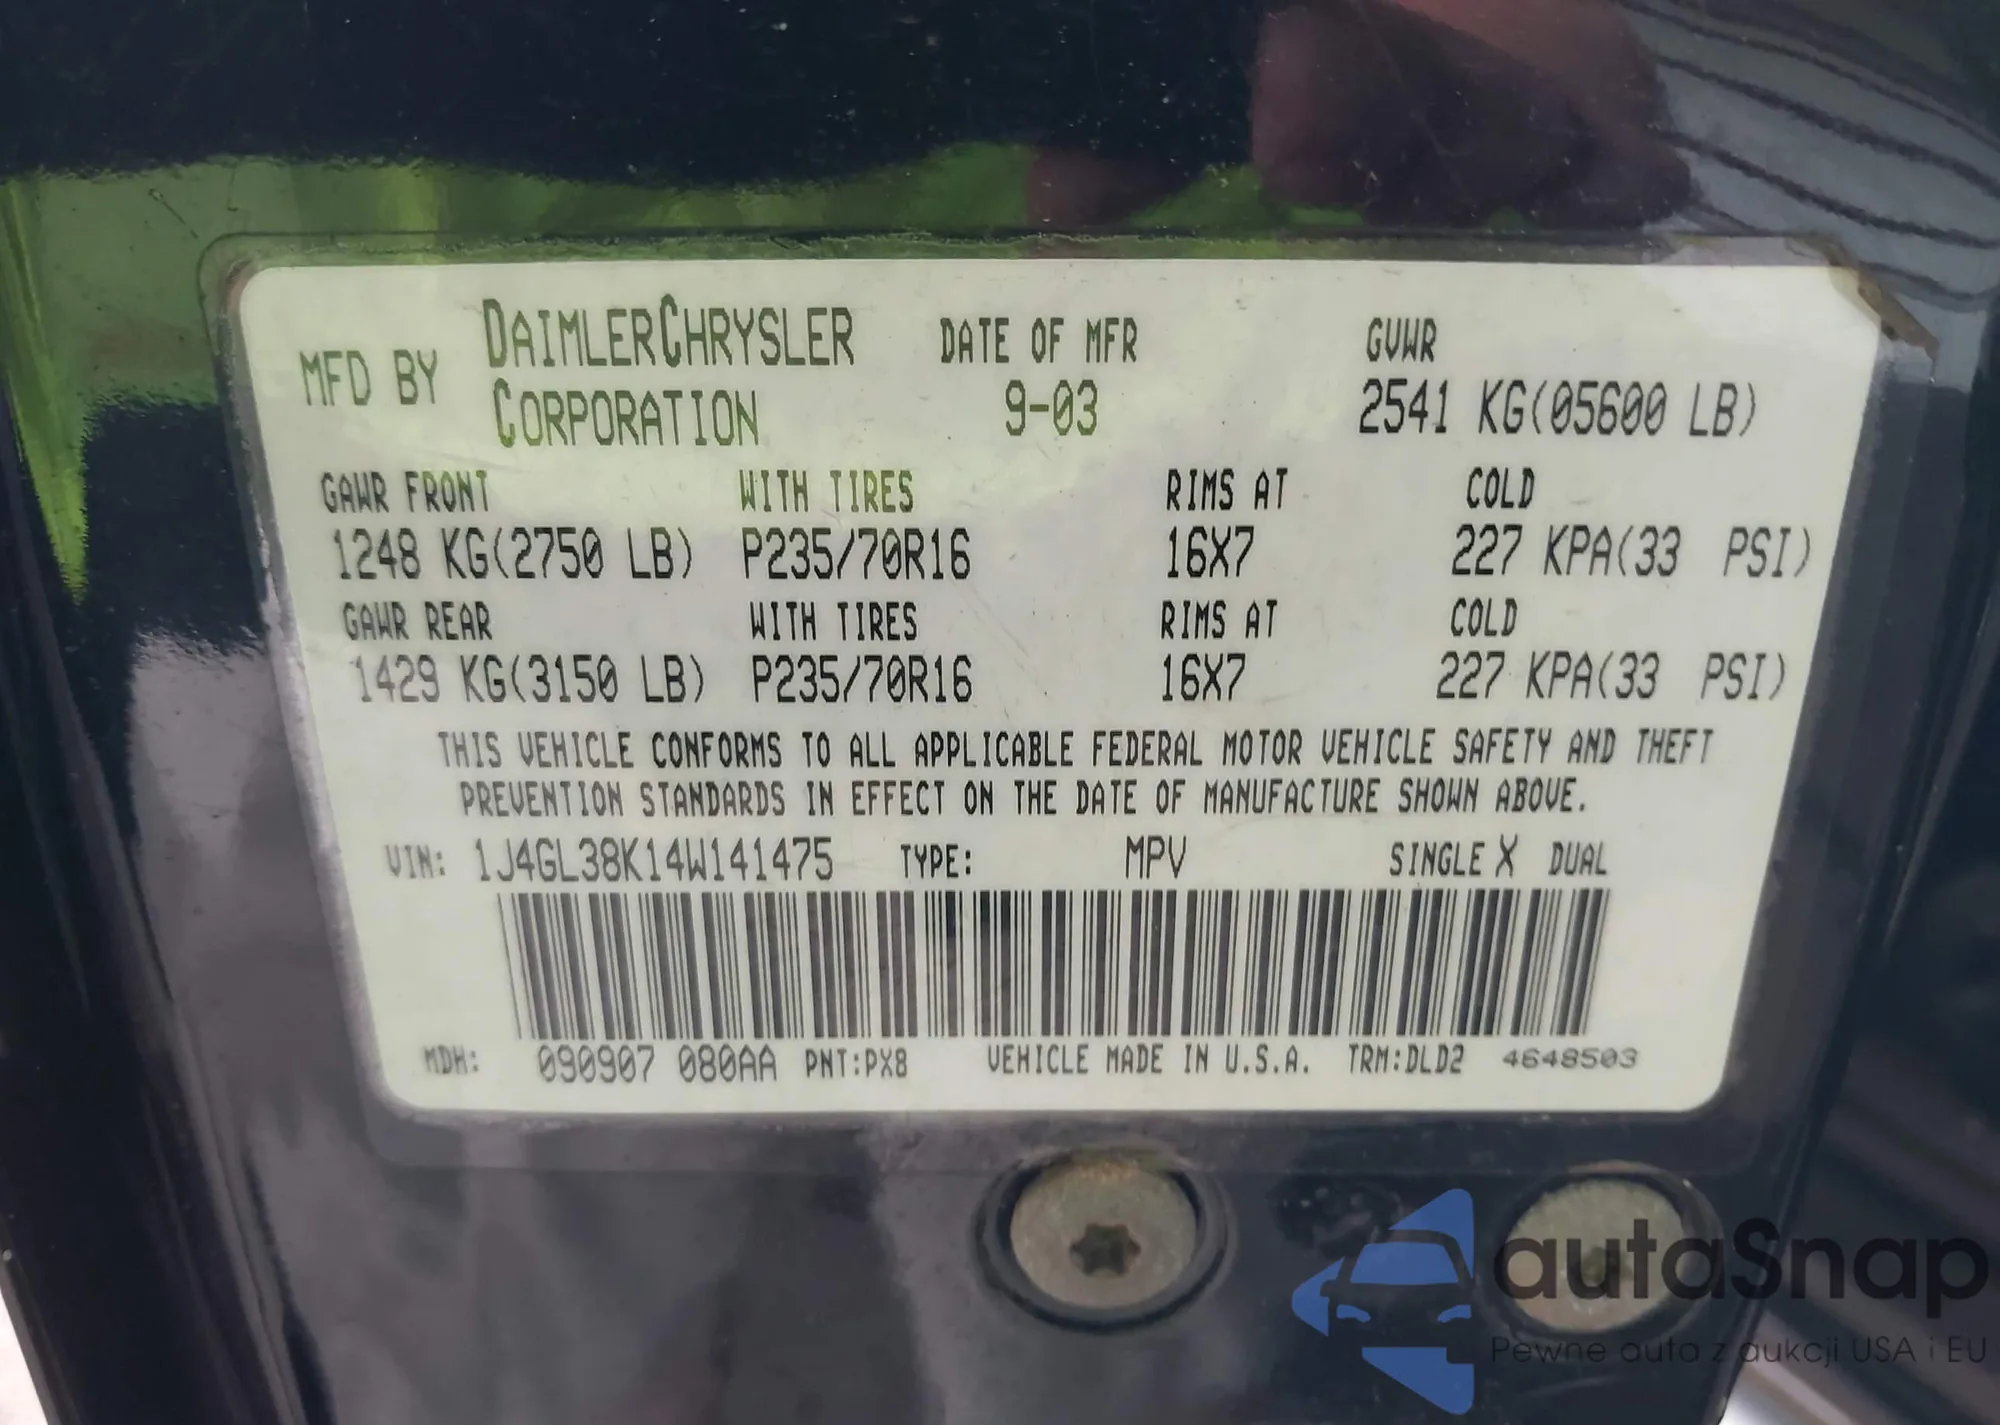 MFD BY DAIMLERCHRYSLER CORPORATION DATE OF MFR 9-03 GVWR 2541 KG(05600 LB)
GAWR FRONT WITH TIRES RIMS AT COLD
1248 KG(2750 LB) P235/70R16 16X7 227 KPA(33 PSI)
GAWR REAR WITH TIRES RIMS AT COLD
1429 KG(3150 LB) P235/70R16 16X7 227 KPA(33 PSI)
THIS VEHICLE CONFORMS TO ALL APPLICABLE FEDERAL MOTOR VEHICLE SAFETY AND THEFT
PREVENTION STANDARDS IN EFFECT ON THE DATE OF MANUFACTURE SHOWN ABOVE.
VIN: 1J4GL38K14W141475 TYPE: MPV SINGLE X DUAL
MDH: 090907 080AA PNT:PX8 VEHICLE MADE IN U.S.A. TRM:DLD2 4648503
autaSnap
Pewne auta z aukcji USA i EU